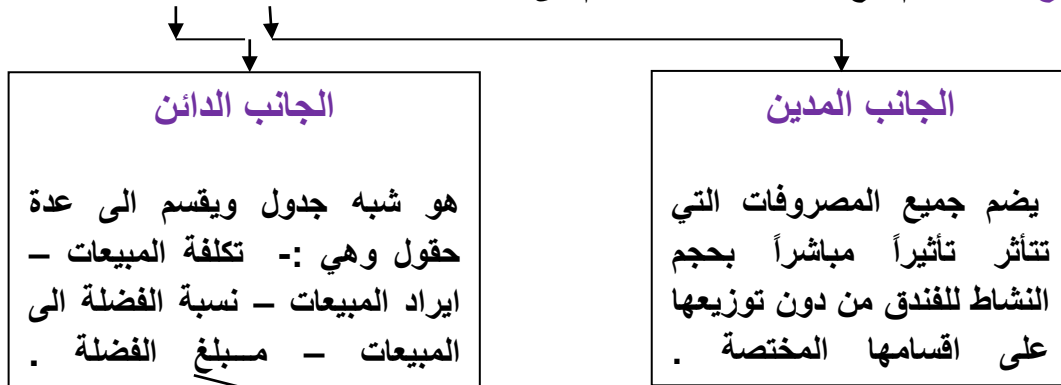 الجانب المدين
يضم جميع المصروفات التي
تتأثر تأثيراً مباشراً بحجم
النشاط للفندق من دون توزيعها
على اقسامها المختصة .
الجانب الدائن
هو شبه جدول ويقسم الى عدة
حقول وهي :- تكلفة المبيعات –
ايراد المبيعات – نسبة الفضلة الى
المبيعات – مـــبلغ الفضلة .